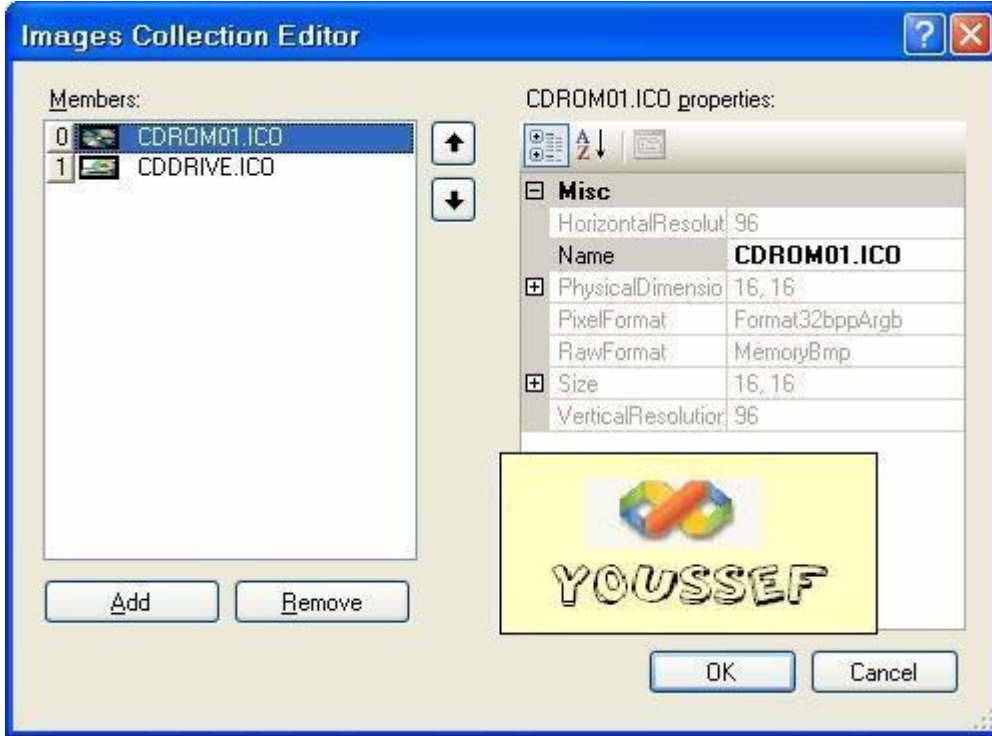 Images Collection Editor
Members:
0 CDROM01.ICO
1 CDDRIVE.ICO
Add
Remove
CDROM01.ICO properties:
Misc
HorizontalResolut 96
Name CDROM01.ICO
PhysicalDimensio 16, 16
PixelFormat Format32bppArgb
RawFormat MemoryBmp
Size 16, 16
VerticalResolution 96
YOUSSEF
OK
Cancel